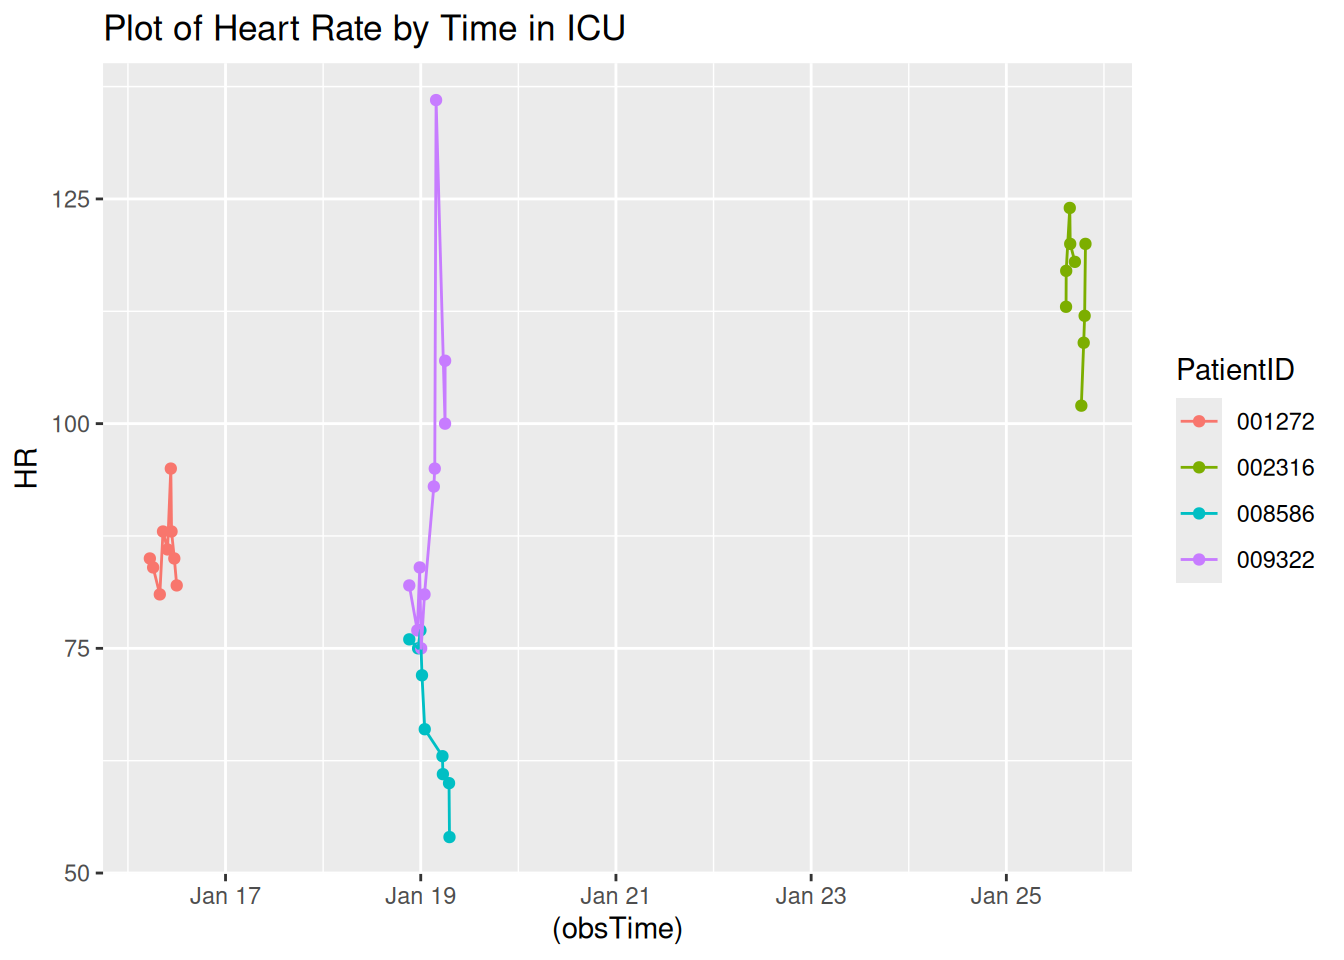 Plot of Heart Rate by Time in ICU
HR
125
100
75
50
Jan 17
Jan 19
Jan 21
Jan 23
Jan 25
(obsTime)
PatientID
001272
002316
008586
009322